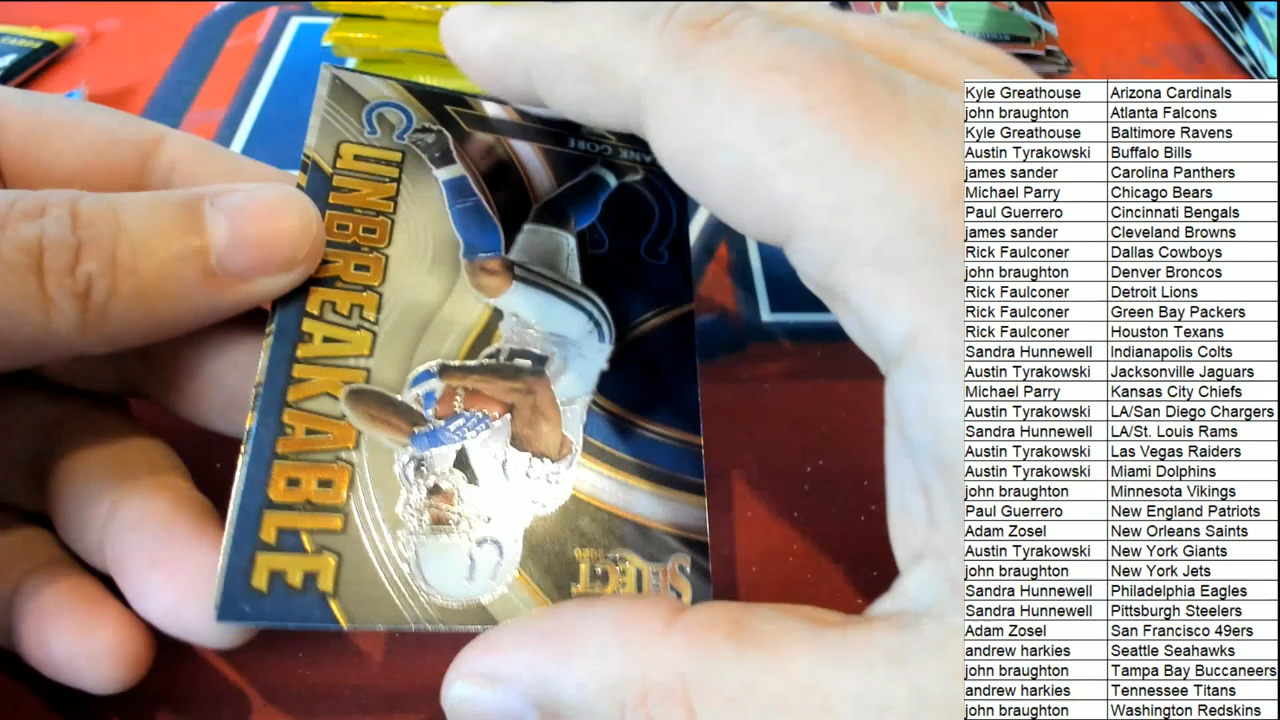 UNBREAKABLE
ANK GORE
SELECT
Kyle Greathouse Arizona Cardinals
john braughton Atlanta Falcons
Kyle Greathouse Baltimore Ravens
Austin Tyrakowski Buffalo Bills
james sander Carolina Panthers
Michael Parry Chicago Bears
Paul Guerrero Cincinnati Bengals
james sander Cleveland Browns
Rick Faulconer Dallas Cowboys
john braughton Denver Broncos
Rick Faulconer Detroit Lions
Rick Faulconer Green Bay Packers
Rick Faulconer Houston Texans
Sandra Hunnewell Indianapolis Colts
Austin Tyrakowski Jacksonville Jaguars
Michael Parry Kansas City Chiefs
Austin Tyrakowski LA/San Diego Chargers
Sandra Hunnewell LA/St. Louis Rams
Austin Tyrakowski Las Vegas Raiders
Austin Tyrakowski Miami Dolphins
john braughton Minnesota Vikings
Paul Guerrero New England Patriots
Adam Zosel New Orleans Saints
Austin Tyrakowski New York Giants
john braughton New York Jets
Sandra Hunnewell Philadelphia Eagles
Sandra Hunnewell Pittsburgh Steelers
Adam Zosel San Francisco 49ers
andrew harkies Seattle Seahawks
john braughton Tampa Bay Buccaneers
andrew harkies Tennessee Titans
john braughton Washington Redskins